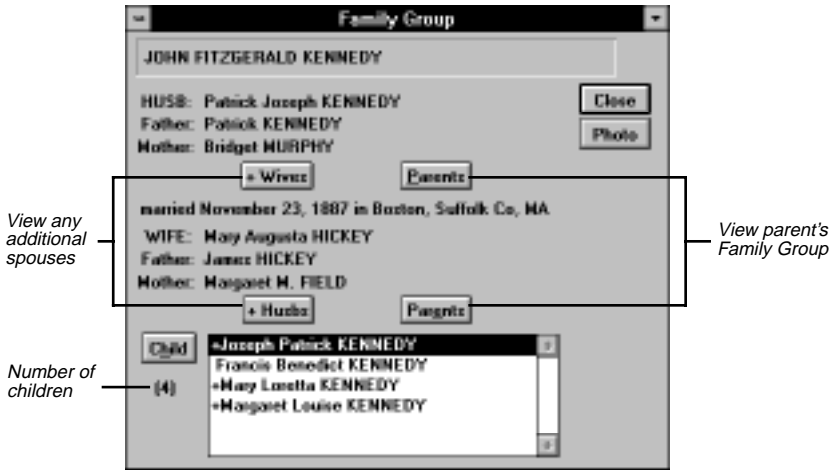 Family Group
JOHN FITZGERALD KENNEDY
HUSB: Patrick Joseph KENNEDY
Close
Father: Patrick KENNEDY
Photo
Mother: Bridget MURPHY
+ Wives
Parents
married November 23, 1887 in Boston, Suffolk Co, MA
WIFE: Mary Augusta HICKEY
Father: James HICKEY
Mother: Margaret M. FIELD
+ Husbs
Parents
Child
(4)
+Joseph Patrick KENNEDY
Francis Benedict KENNEDY
+Mary Loretta KENNEDY
+Margaret Louise KENNEDY
View any
additional
spouses
View parent's
Family Group
Number of
children